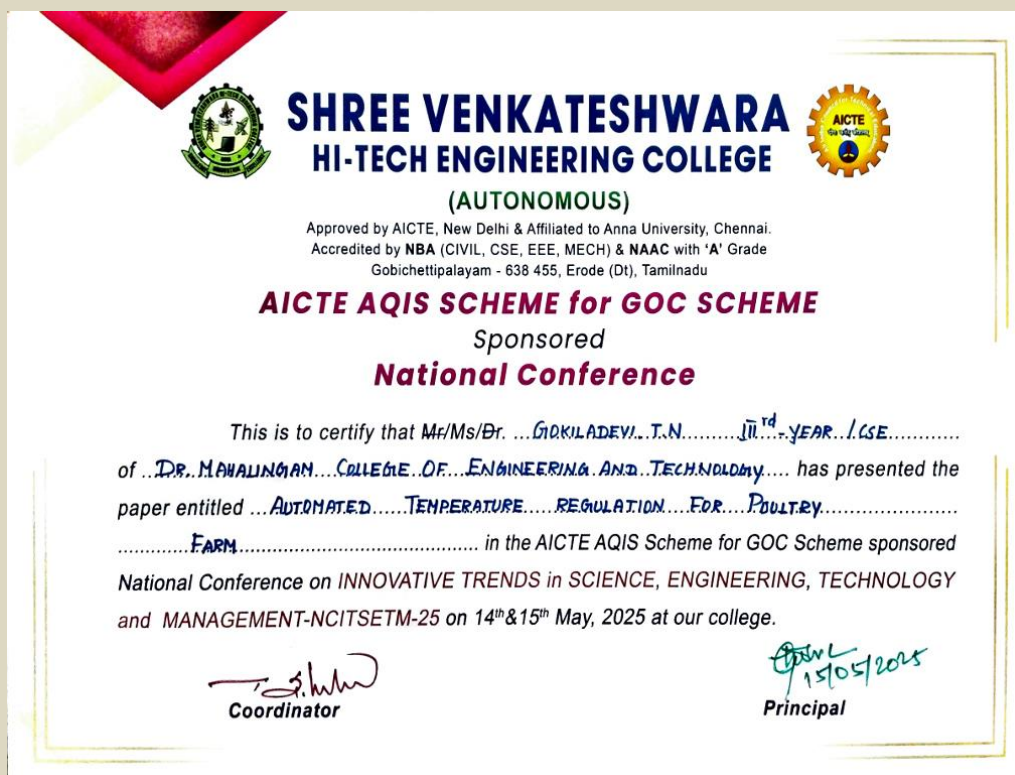 SHREE VENKATESHWARA
HI-TECH ENGINEERING COLLEGE
AICTE
(AUTONOMOUS)
Approved by AICTE, New Delhi & Affiliated to Anna University, Chennai.
Accredited by NBA (CIVIL, CSE, EEE, MECH) & NAAC with ‘A’ Grade
Gobichettipalayam - 638 455, Erode (Dt), Tamilnadu
AICTE AQIS SCHEME for GOC SCHEME
Sponsored
National Conference
This is to certify that Mr/Ms/Dr. ...GOKILADEVI..T.N.........III rd-YEAR../.CSE............
of ..DR.MAHALINGAM...COLLEGE..OF...ENGINEERING.AND..TECHNOLOGY.... has presented the
paper entitled ...AUTOMATED......TEMPERATURE.....REGULATION....FOR....POULTRY......................
............FARM........................................... in the AICTE AQIS Scheme for GOC Scheme sponsored
National Conference on INNOVATIVE TRENDS in SCIENCE, ENGINEERING, TECHNOLOGY
and MANAGEMENT-NCITSETM-25 on 14th&15th May, 2025 at our college.
15/05/2025
Coordinator
Principal